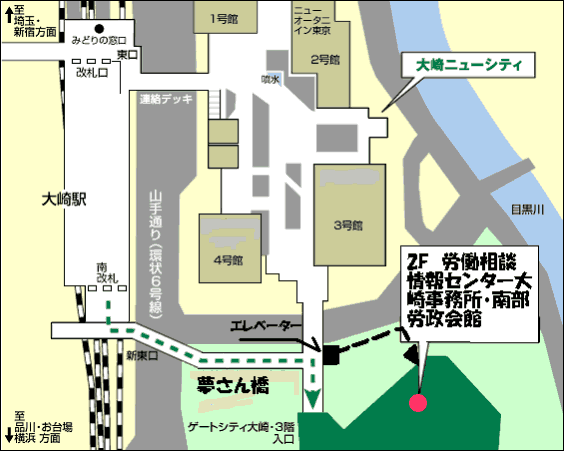 至
埼玉・
新宿方面
みどりの窓口
東口
改札口
1号館
ニュー
オータニ
イン東京
2号館
噴水
大崎ニューシティ
連絡デッキ
大崎駅
山手通り(環状6号線)
目黒川
3号館
4号館
2F 労働相談
情報センター大
崎事務所・南部
労政会館
南
改札
エレベーター
新東口
夢さん橋
ゲートシティ大崎・3階
入口
至
品川・お台場
横浜 方面